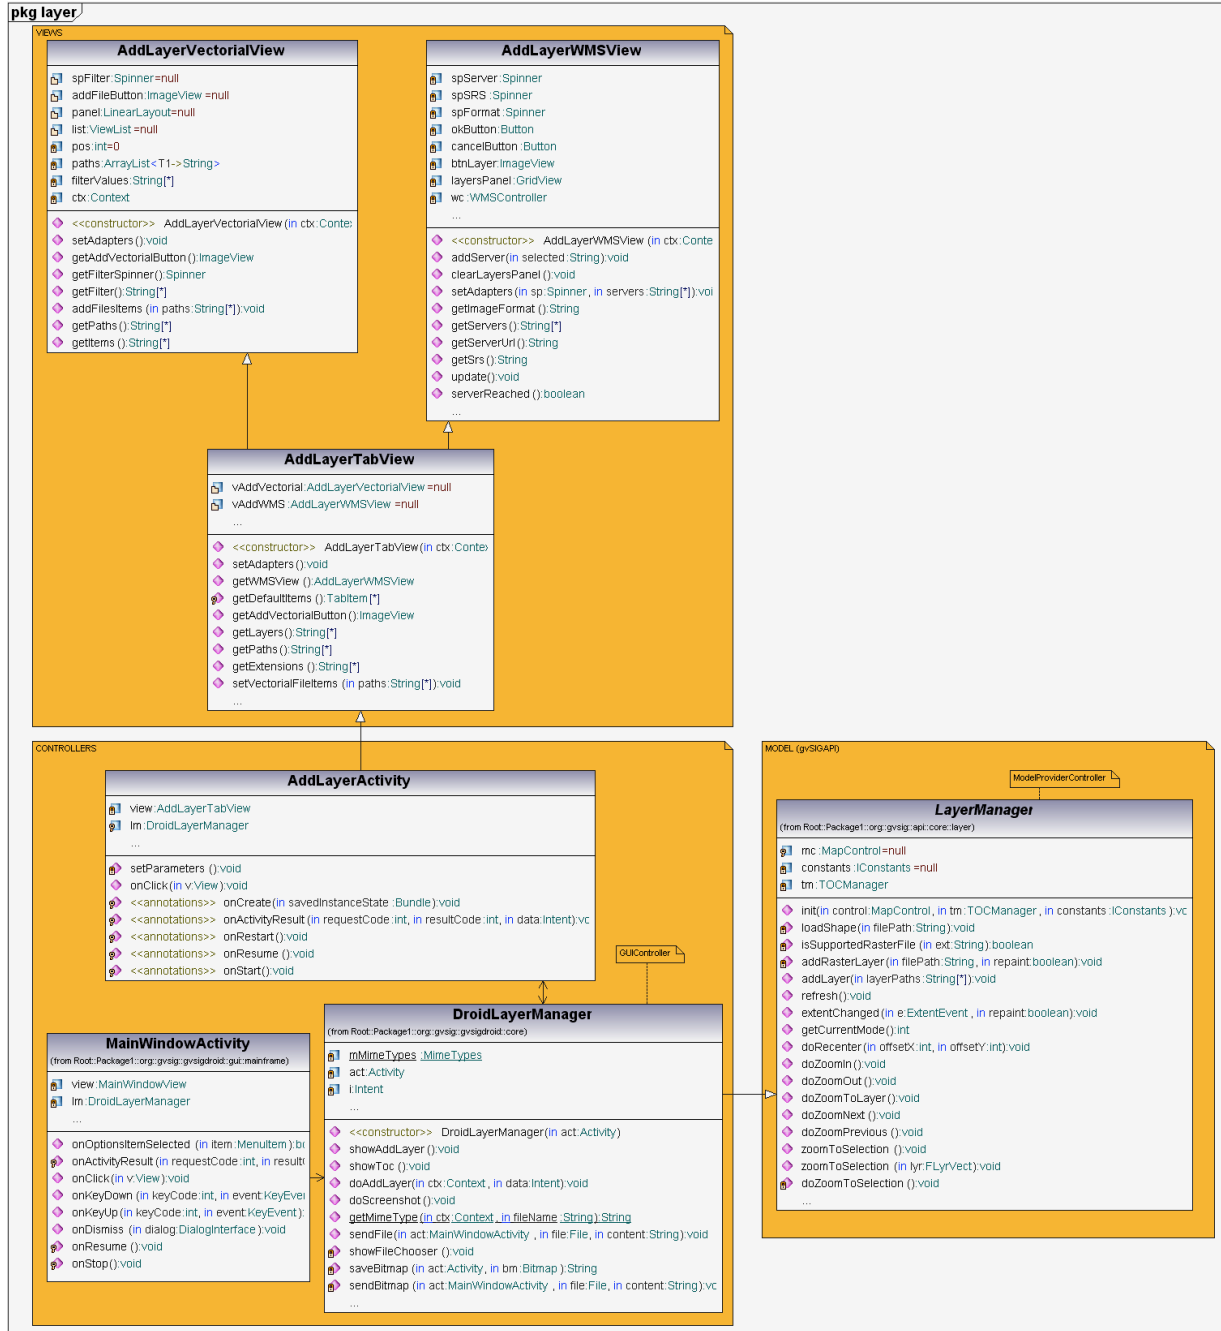 pkg layer
VIEWS
AddLayerVectorialView
spFilter:Spinner=null
addFileButton:ImageView =null
panel:LinearLayout=null
list:ViewList =null
pos:int=0
paths:ArrayList<T1->String>
filterValues:String[*]
ctx:Context
<<constructor>> AddLayerVectorialView(in ctx:Contex
setAdapters():void
getAddVectorialButton():ImageView
getFilterSpinner():Spinner
getFilter():String[*]
addFilesItems (in paths:String[*]):void
getPaths():String[*]
getItems():String[*]
AddLayerWMSView
spServer:Spinner
spSRS :Spinner
spFormat :Spinner
okButton:Button
cancelButton :Button
btnLayer:ImageView
layersPanel :GridView
wc :WMSController
...
<<constructor>> AddLayerWMSView (in ctx:Conte
addServer(in selected:String):void
clearLayersPanel():void
setAdapters(in sp:Spinner, in servers :String[*]):voi
getImageFormat():String
getServers():String[*]
getServerUrl():String
getSrs():String
update():void
serverReached():boolean
...
AddLayerTabView
vAddVectorial:AddLayerVectorialView =null
vAddWMS :AddLayerWMSView =null
...
<<constructor>> AddLayerTabView(in ctx:Contex
setAdapters():void
getWMSView ():AddLayerWMSView
getDefaultItems():TabItem[*]
getAddVectorialButton():ImageView
getLayers():String[*]
getPaths():String[*]
getExtensions ():String[*]
setVectorialFileItems (in paths:String[*]):void
...
CONTROLLERS
AddLayerActivity
view:AddLayerTabView
lm:DroidLayerManager
...
setParameters ():void
onClick(in v:View):void
<<annotations>> onCreate(in savedInstanceState :Bundle):void
<<annotations>> onActivityResult(in requestCode:int, in resultCode:int, in data:Intent):vc
<<annotations>> onRestart():void
<<annotations>> onResume ():void
<<annotations>> onStart():void
GUIController
MainWindowActivity
(from Root::Package1::org::gvsig::gvsigdroid::gui::mainframe)
view:MainWindowView
lm:DroidLayerManager
...
onOptionsItemSelected (in item:MenuItem):bo
onActivityResult(in requestCode:int, in result
onClick(in v:View):void
onKeyDown(in keyCode:int, in event:KeyEve
onKeyUp(in keyCode:int, in event:KeyEvent)
onDismiss (in dialog:DialogInterface):void
onResume ():void
onStop():void
DroidLayerManager
(from Root::Package1::org::gvsig::gvsigdroid::core)
mMimeTypes :MimeTypes
act:Activity
i:Intent
...
<<constructor>> DroidLayerManager(in act:Activity)
showAddLayer():void
showToc ():void
doAddLayer(in ctx:Context, in data:Intent):void
doScreenshot():void
getMimeType(in ctx:Context, in fileName :String):String
sendFile(in act:MainWindowActivity , in file:File, in content:String):void
showFileChooser ():void
saveBitmap(in act:Activity, in bm:Bitmap):String
sendBitmap (in act:MainWindowActivity , in file:File, in content:String):vc
...
MODEL (gvSIGAPI)
ModelProviderController
LayerManager
(from Root::Package1::org::gvsig::api::core::layer)
mc :MapControl=null
constants :IConstants =null
tm:TOCManager
init(in control:MapControl, in tm:TOCManager , in constants :IConstants ):vc
loadShape(in filePath:String):void
isSupportedRasterFile (in ext:String):boolean
addRasterLayer(in filePath:String, in repaint:boolean):void
addLayer(in layerPaths :String[*]):void
refresh():void
extentChanged(in e:ExtentEvent , in repaint:boolean):void
getCurrentMode():int
doRecenter(in offsetX:int, in offsetY:int):void
doZoomIn():void
doZoomOut():void
doZoomToLayer():void
doZoomNext ():void
doZoomPrevious ():void
zoomToSelection ():void
zoomToSelection (in lyr:FLyrVect):void
doZoomToSelection ():void
...